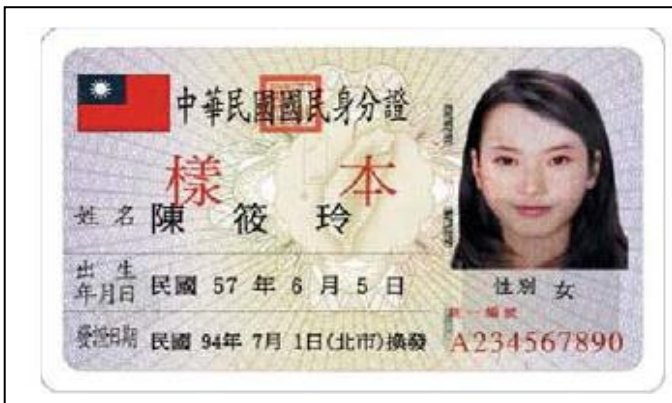 中華民國國民身分證
樣本
姓名 陳筱玲
出生年月日 民國 57 年 6 月 5 日
性別 女
統一編號
發證日期 民國 94年 7月 1日(北市)換發
A234567890